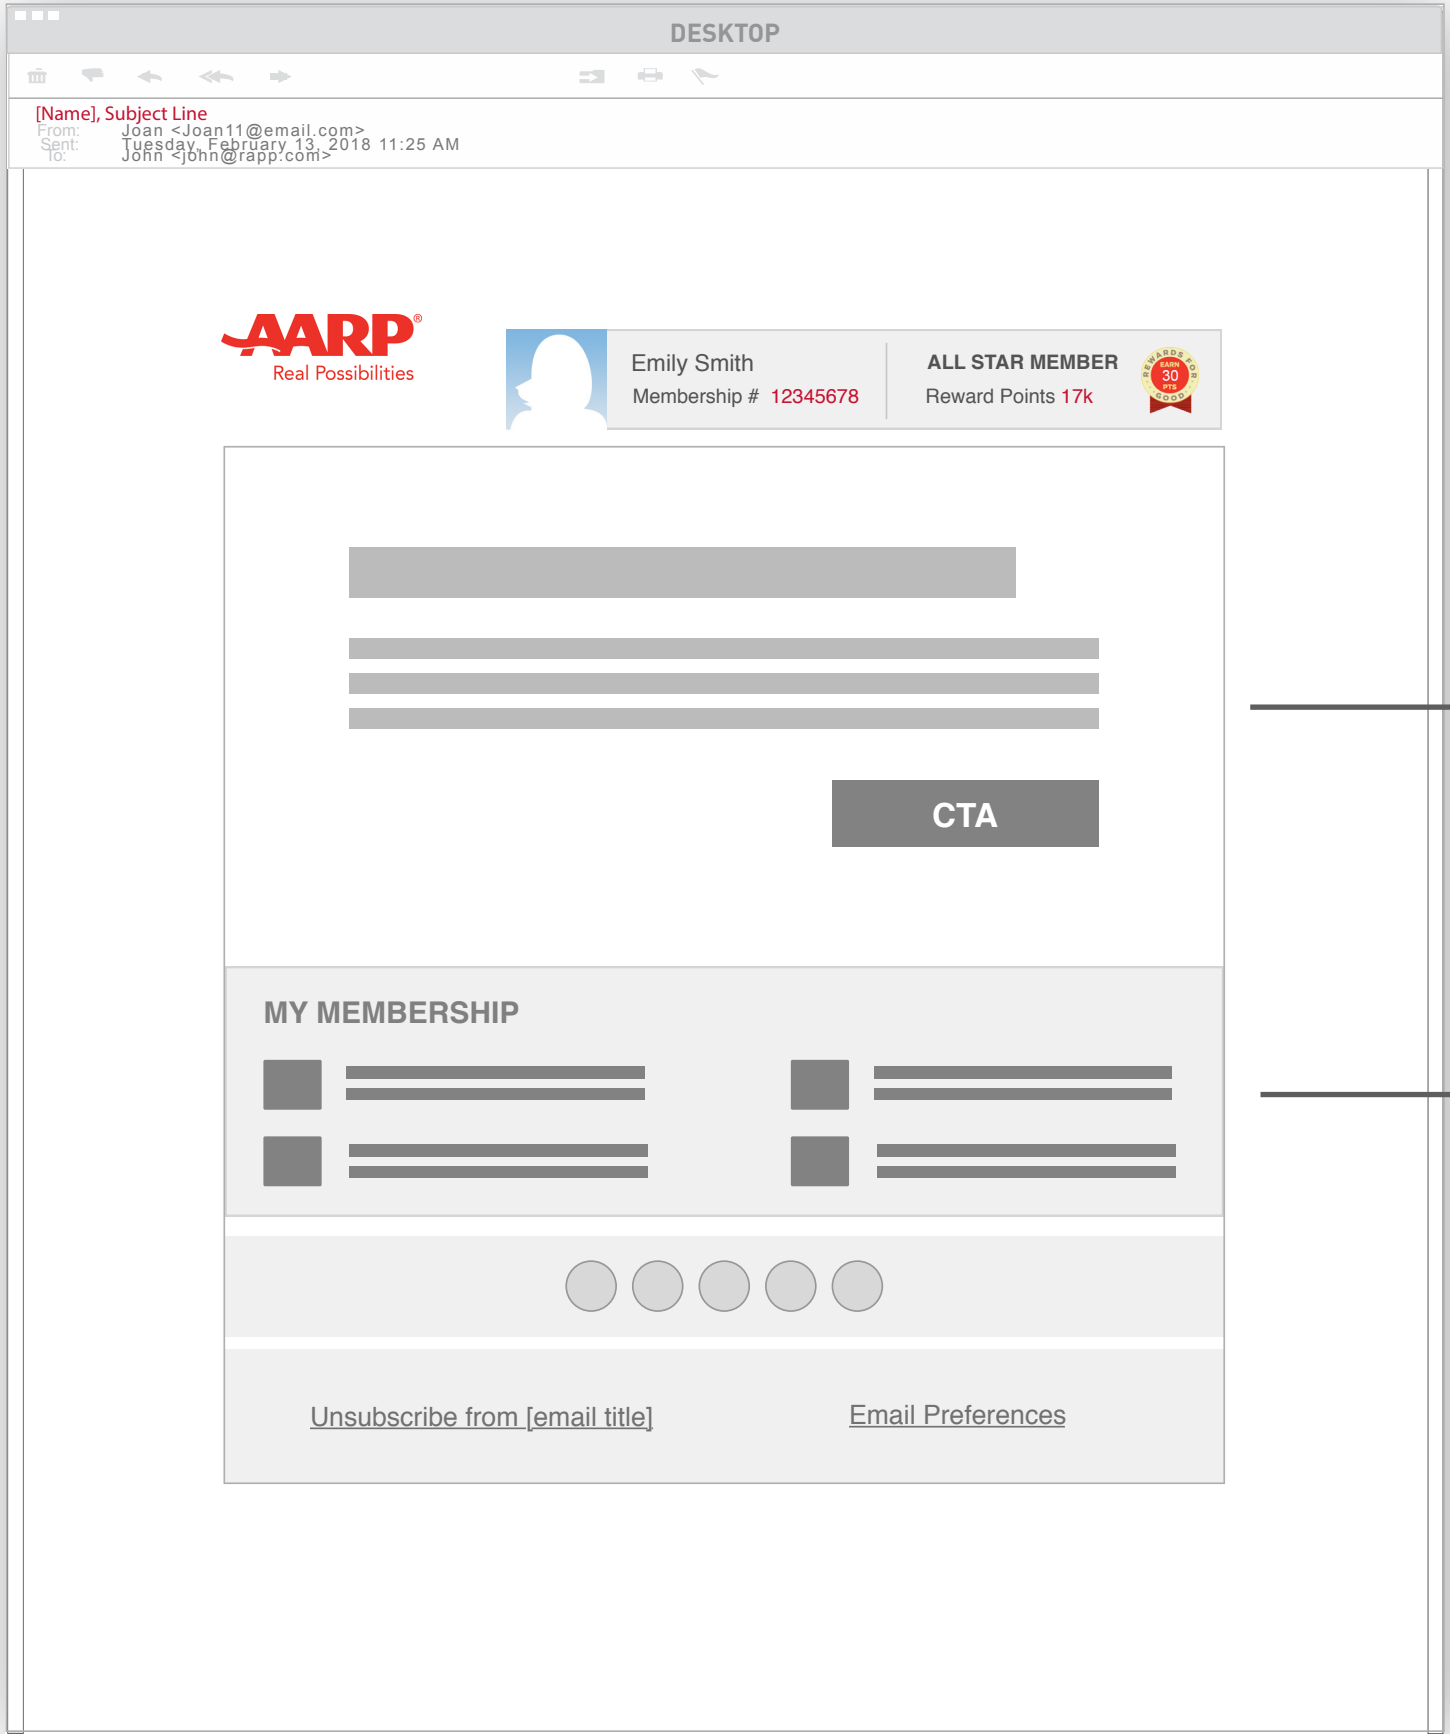 DESKTOP
[Name], Subject Line
From: Joan <Joan11@email.com>
Sent: Tuesday, February 13, 2018 11:25 AM
To: John <john@rapp.com>
AARP®
Real Possibilities
Emily Smith
Membership # 12345678
ALL STAR MEMBER
Reward Points 17k
REWARDS FOR
EARN
30
PTS
GOOD
CTA
MY MEMBERSHIP
Unsubscribe from [email title]
Email Preferences